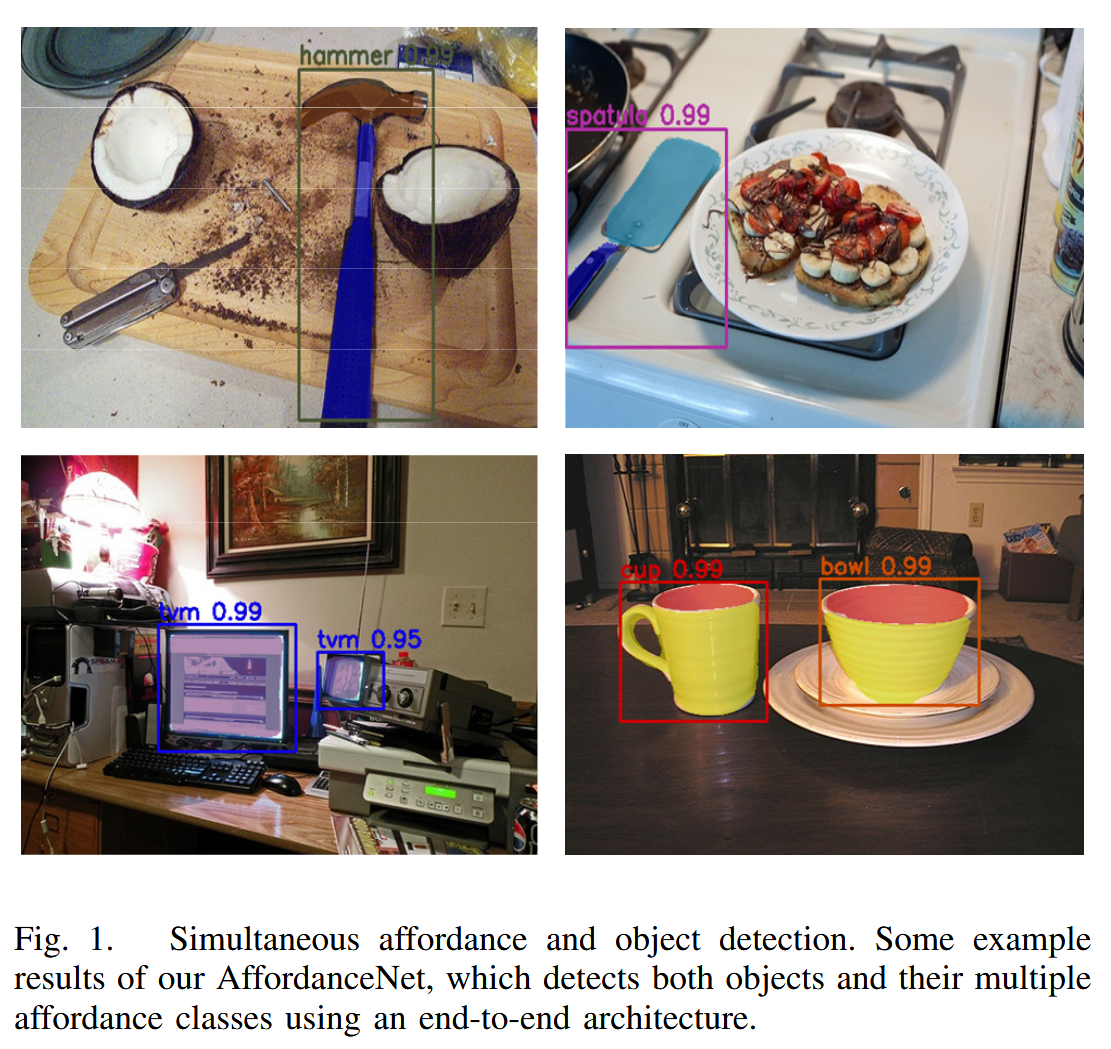 hammer 0.99
spatula 0.99
tvm 0.99
tvm 0.95
cup 0.99
bowl 0.99
Fig. 1. Simultaneous affordance and object detection. Some example
results of our AffordanceNet, which detects both objects and their multiple
affordance classes using an end-to-end architecture.